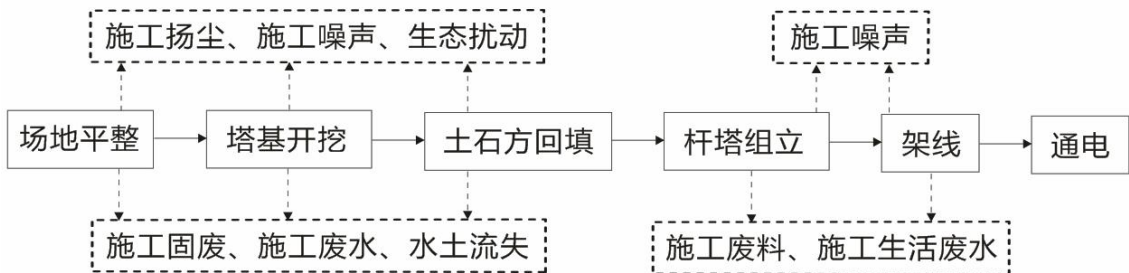 施工扬尘、施工噪声、生态扰动
施工噪声
场地平整
塔基开挖
土石方回填
杆塔组立
架线
通电
施工固废、施工废水、水土流失
施工废料、施工生活废水